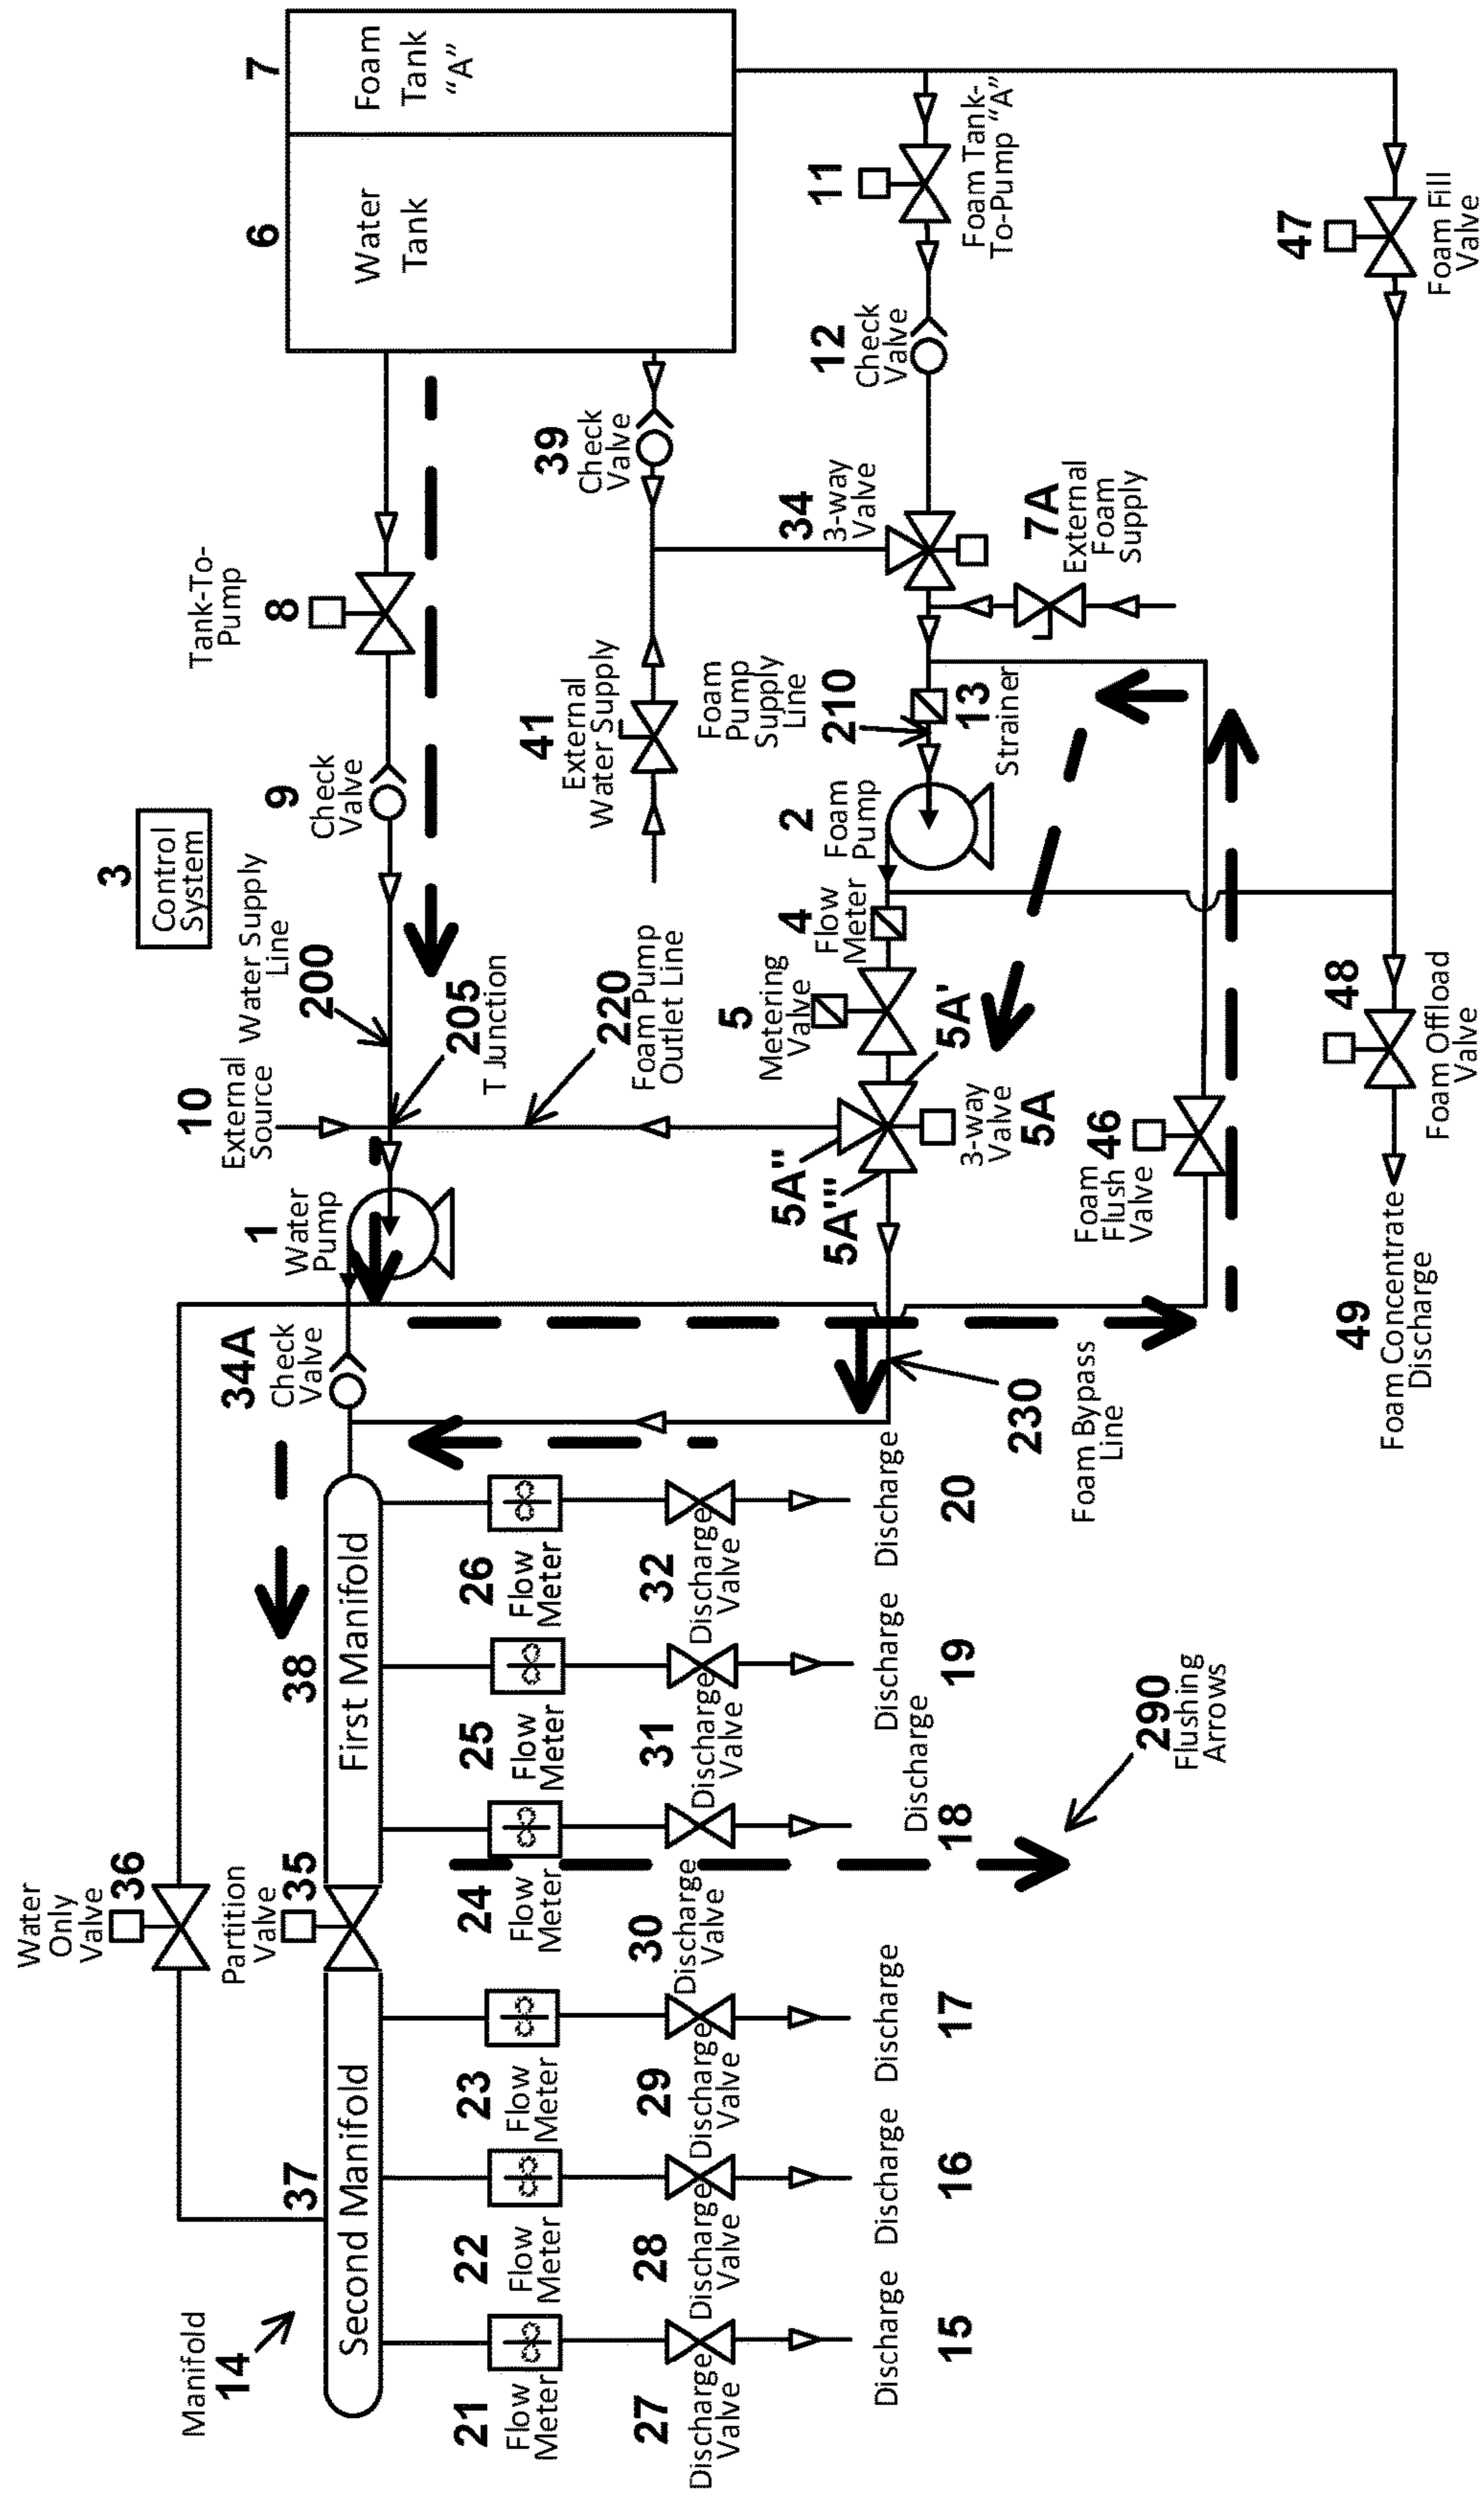 Water
Only
Valve
36
3
Control
System
Manifold
14
Partition
Valve
35
34A
Check
Valve
10
External
Source
Water Supply
Line
200
Tank-To-
Pump
8
9
Check
Valve
1
Water
Pump
6
Water
Tank
7
Foam
Tank
"A"
37
Second Manifold
38
First Manifold
205
T Junction
220
Foam Pump
Outlet Line
41
External
Water Supply
39
Check
Valve
21
Flow
Meter
22
Flow
Meter
23
Flow
Meter
24
Flow
Meter
25
Flow
Meter
26
Flow
Meter
27
Discharge
Valve
28
Discharge
Valve
29
Discharge
Valve
30
Discharge
Valve
31
Discharge
Valve
32
Discharge
Valve
5A"
5A'"
5
Metering
Valve
4
Flow
Meter
2
Foam
Pump
Foam
Pump
Supply
Line
210
34
3-way
Valve
12
Check
Valve
11
Foam Tank-
To-Pump "A"
Discharge
15
Discharge
16
Discharge
17
Discharge
18
Discharge
19
Discharge
20
5A'
3-way
Valve
5A
13
Strainer
7A
External
Foam
Supply
230
Foam Bypass
Line
46
Foam
Flush
Valve
290
Flushing
Arrows
47
Foam Fill
Valve
48
Foam Offload
Valve
49
Foam Concentrate
Discharge